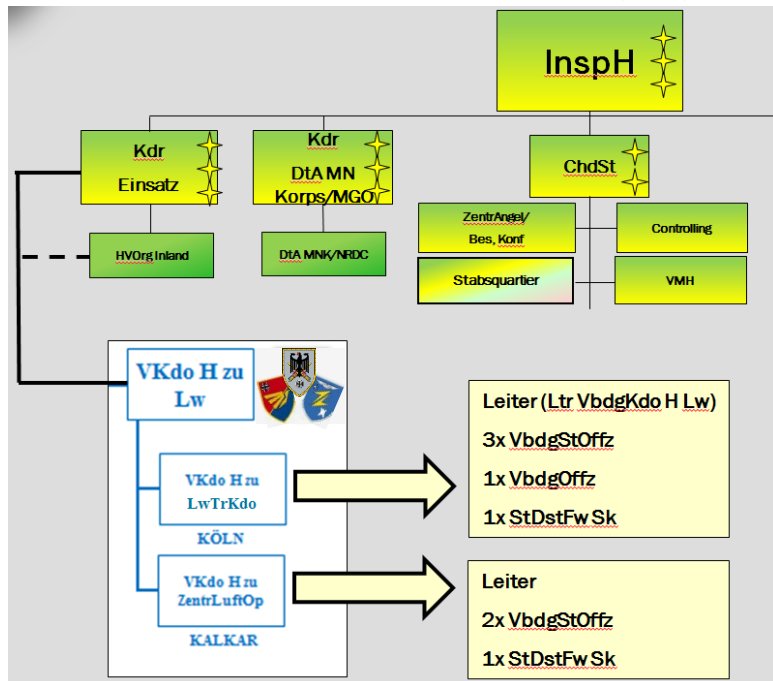 InspH
Kdr
Einsatz
Kdr
DtA MN
Korps/MGO
ChdSt
HVOrg Inland
DtA MNK/NRDC
ZentrAngel/
Bes, Konf
Controlling
Stabsquartier
VMH
VKdo H zu
Lw
VKdo H zu
LwTrKdo
KÖLN
VKdo H zu
ZentrLuftOp
KALKAR
Leiter (Ltr VbdgKdo H Lw)
3x VbdgStOffz
1x VbdgOffz
1x StDstFw Sk
Leiter
2x VbdgStOffz
1x StDstFw Sk